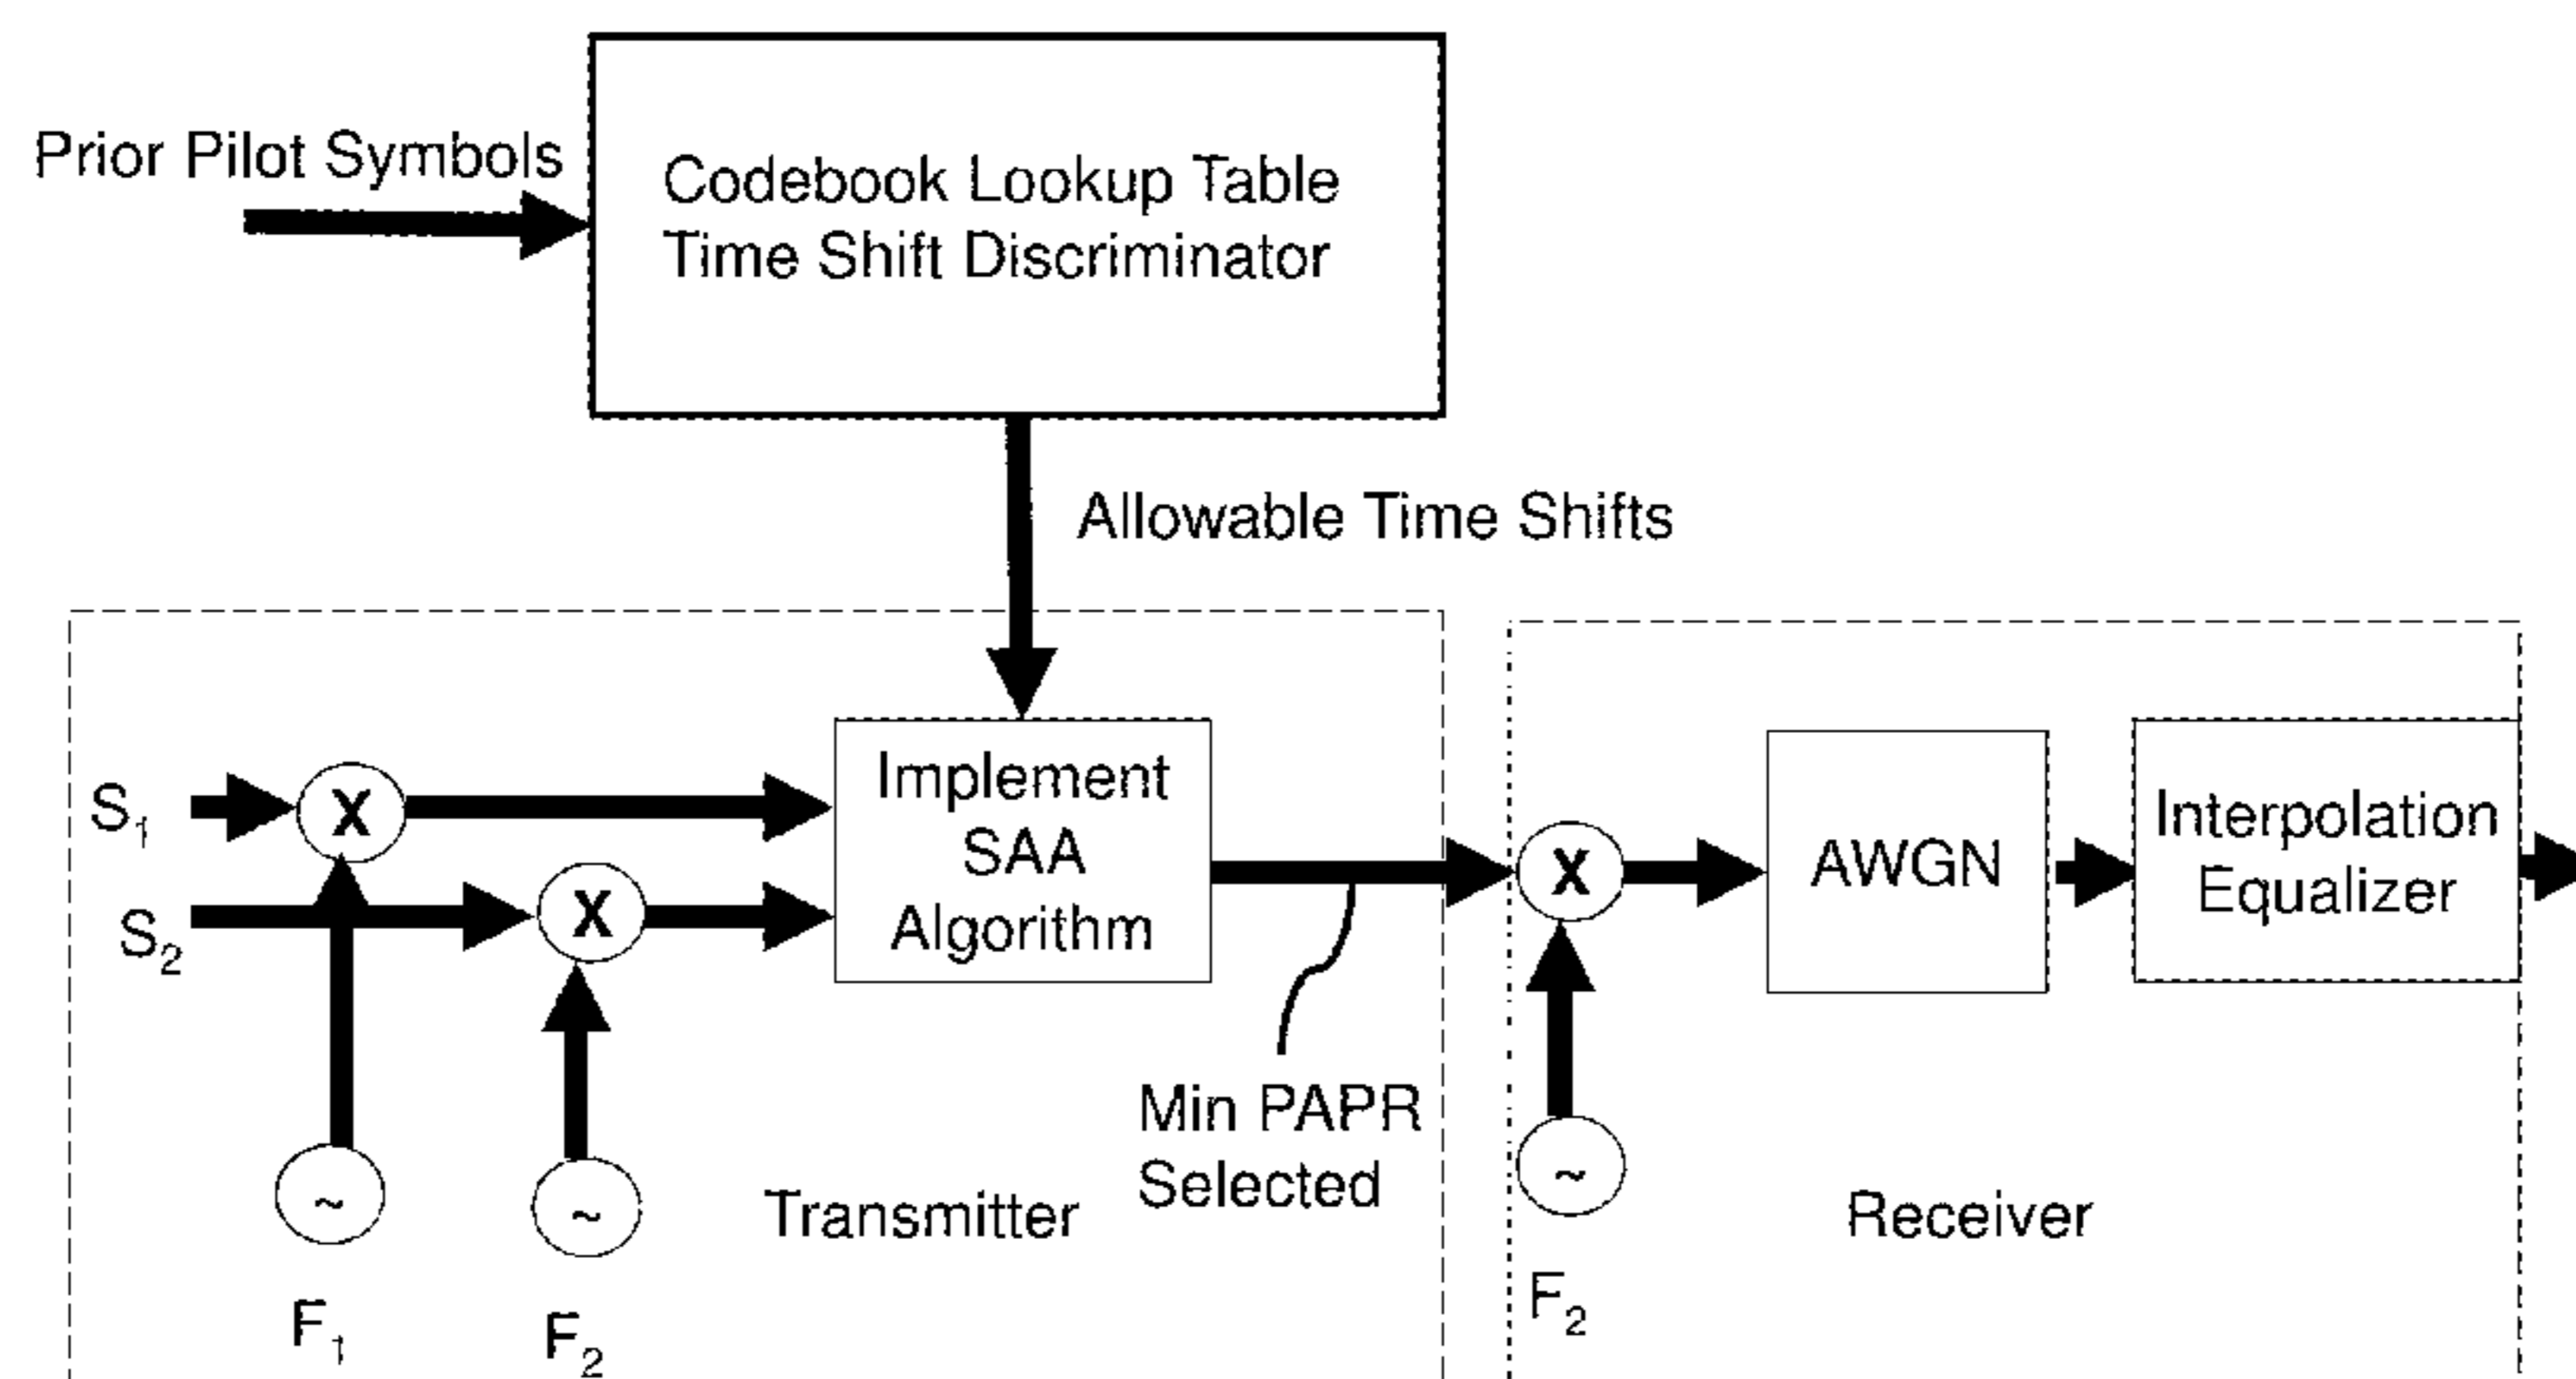 Prior Pilot Symbols
Codebook Lookup Table
Time Shift Discriminator
Allowable Time Shifts
S1
X
S2
X
Implement
SAA
Algorithm
X
AWGN
Interpolation
Equalizer
Min PAPR
Selected
~
~
~
Transmitter
Receiver
F1
F2
F2